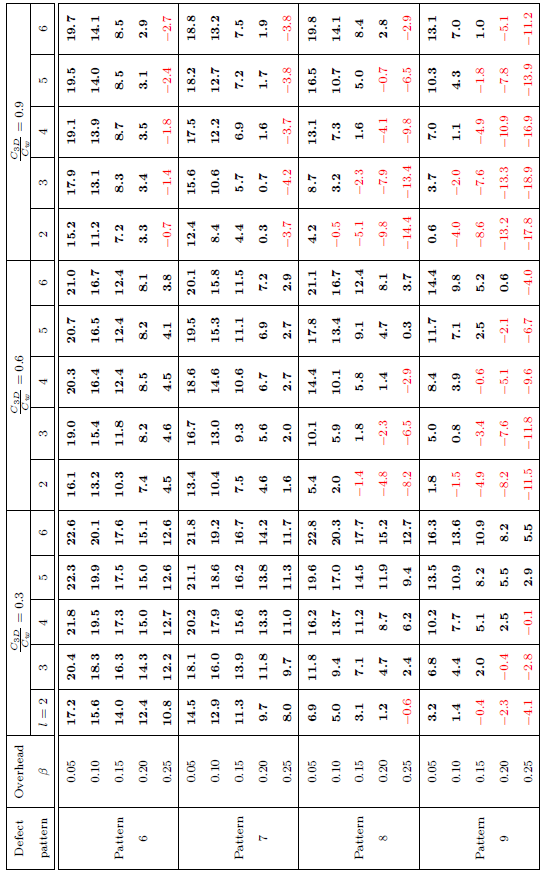 Defect Overhead C_3D/C_w = 0.3 C_3D/C_w = 0.6 C_3D/C_w = 0.9
pattern β l = 2 3 4 5 6 2 3 4 5 6 2 3 4 5 6
0.05 17.2 20.4 21.8 22.3 22.6 16.1 19.0 20.3 20.7 21.0 15.2 17.9 19.1 19.5 19.7
0.10 15.6 18.3 19.5 19.9 20.1 13.2 15.4 16.4 16.5 16.7 11.2 13.1 13.9 14.0 14.1
Pattern 0.15 14.0 16.3 17.3 17.5 17.6 10.3 11.8 12.4 12.4 12.4 7.2 8.3 8.7 8.5 8.5
6 0.20 12.4 14.3 15.0 15.0 15.1 7.4 8.2 8.5 8.2 8.1 3.3 3.4 3.5 3.1 2.9
0.25 10.8 12.2 12.7 12.6 12.6 4.5 4.6 4.5 4.1 3.8 −0.7 −1.4 −1.8 −2.4 −2.7
0.05 14.5 18.1 20.2 21.1 21.8 13.4 16.7 18.6 19.5 20.1 12.4 15.6 17.5 18.2 18.8
0.10 12.9 16.0 17.9 18.6 19.2 10.4 13.0 14.6 15.3 15.8 8.4 10.6 12.2 12.7 13.2
Pattern 0.15 11.3 13.9 15.6 16.2 16.7 7.5 9.3 10.6 11.1 11.5 4.4 5.7 6.9 7.2 7.5
7 0.20 9.7 11.8 13.3 13.8 14.2 4.6 5.6 6.7 6.9 7.2 0.3 0.7 1.6 1.7 1.9
0.25 8.0 9.7 11.0 11.3 11.7 1.6 2.0 2.7 2.7 2.9 −3.7 −4.2 −3.7 −3.8 −3.8
0.05 6.9 11.8 16.2 19.6 22.8 5.4 10.1 14.4 17.8 21.1 4.2 8.7 13.1 16.5 19.8
0.10 5.0 9.4 13.7 17.0 20.3 2.0 5.9 10.1 13.4 16.7 −0.5 3.2 7.3 10.7 14.1
Pattern 0.15 3.1 7.1 11.2 14.5 17.7 −1.4 1.8 5.8 9.1 12.4 −5.1 −2.3 1.6 5.0 8.4
8 0.20 1.2 4.7 8.7 11.9 15.2 −4.8 −2.3 1.4 4.7 8.1 −9.8 −7.9 −4.1 −0.7 2.8
0.25 −0.6 2.4 6.2 9.4 12.7 −8.2 −6.5 −2.9 0.3 3.7 −14.4 −13.4 −9.8 −6.5 −2.9
0.05 3.2 6.8 10.2 13.5 16.3 1.8 5.0 8.4 11.7 14.4 0.6 3.7 7.0 10.3 13.1
0.10 1.4 4.4 7.7 10.9 13.6 −1.5 0.8 3.9 7.1 9.8 −4.0 −2.0 1.1 4.3 7.0
Pattern 0.15 −0.4 2.0 5.1 8.2 10.9 −4.9 −3.4 −0.6 2.5 5.2 −8.6 −7.6 −4.9 −1.8 1.0
9 0.20 −2.3 −0.4 2.5 5.5 8.2 −8.2 −7.6 −5.1 −2.1 0.6 −13.2 −13.3 −10.9 −7.8 −5.1
0.25 −4.1 −2.8 −0.1 2.9 5.5 −11.5 −11.8 −9.6 −6.7 −4.0 −17.8 −18.9 −16.9 −13.9 −11.2